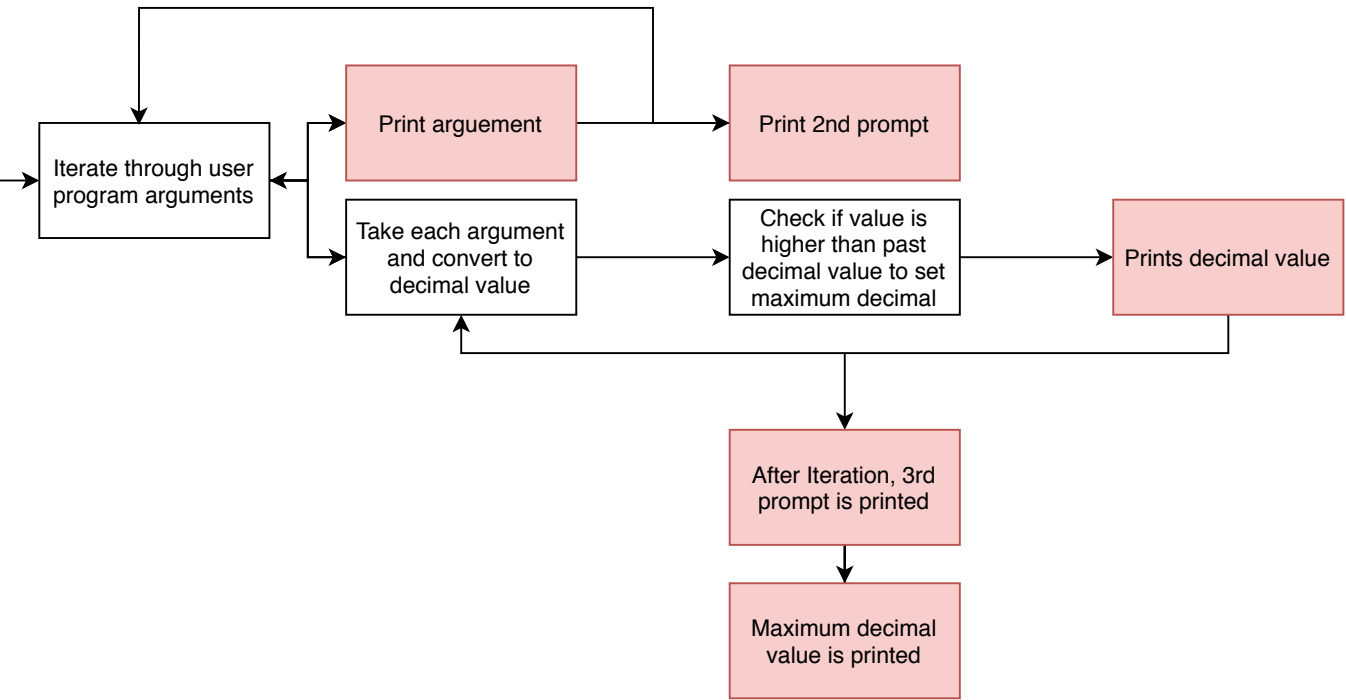 Iterate through user
program arguments
Print arguement
Print 2nd prompt
Take each argument
and convert to
decimal value
Check if value is
higher than past
decimal value to set
maximum decimal
Prints decimal value
After Iteration, 3rd
prompt is printed
Maximum decimal
value is printed